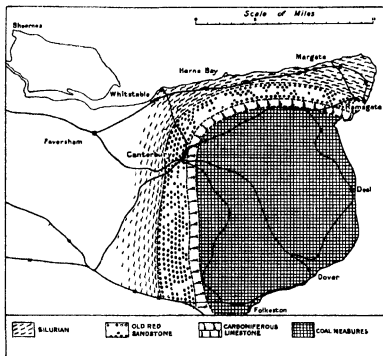 Scale of Miles
Sheerness
Margate
Herne Bay
Whitstable
Ramsgate
Faversham
Canterb
Deal
Dover
Folkeston
SILURIAN
OLD RED
SANDSTONE
CARBONIFEROUS
LIMESTONE
COAL MEASURES